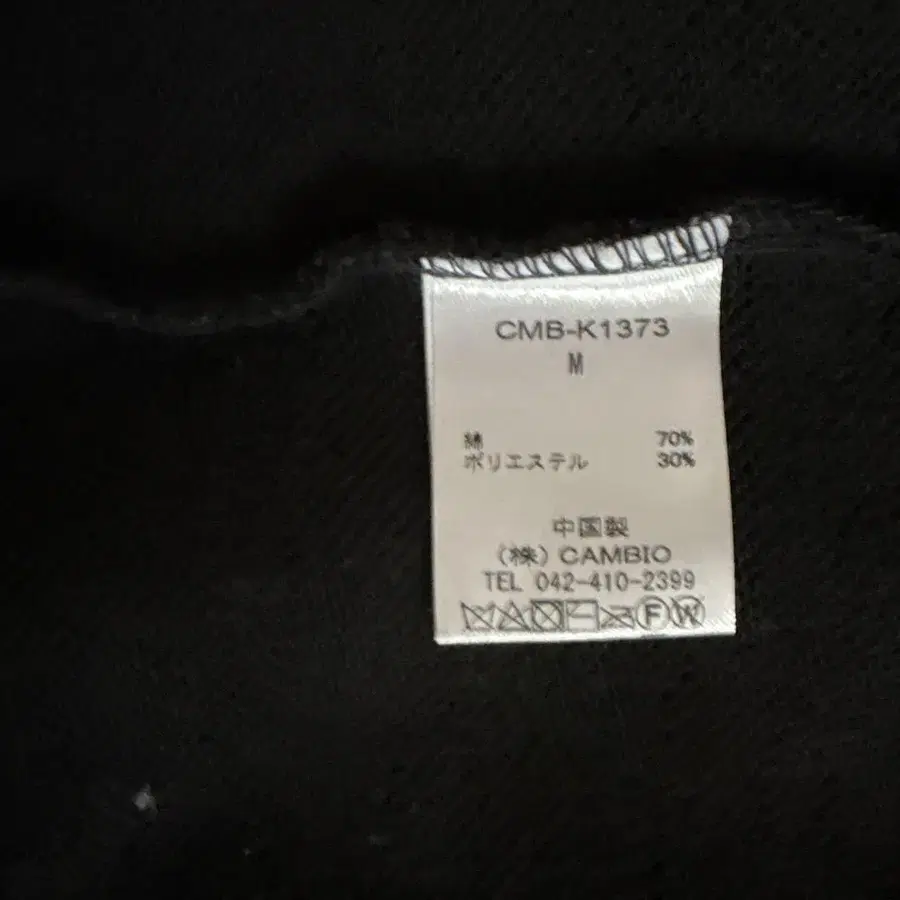 CMB-K1373
M
綿 70%
ポリエステル 30%
中国製
(株) CAMBIO
TEL 042-410-2399
F W